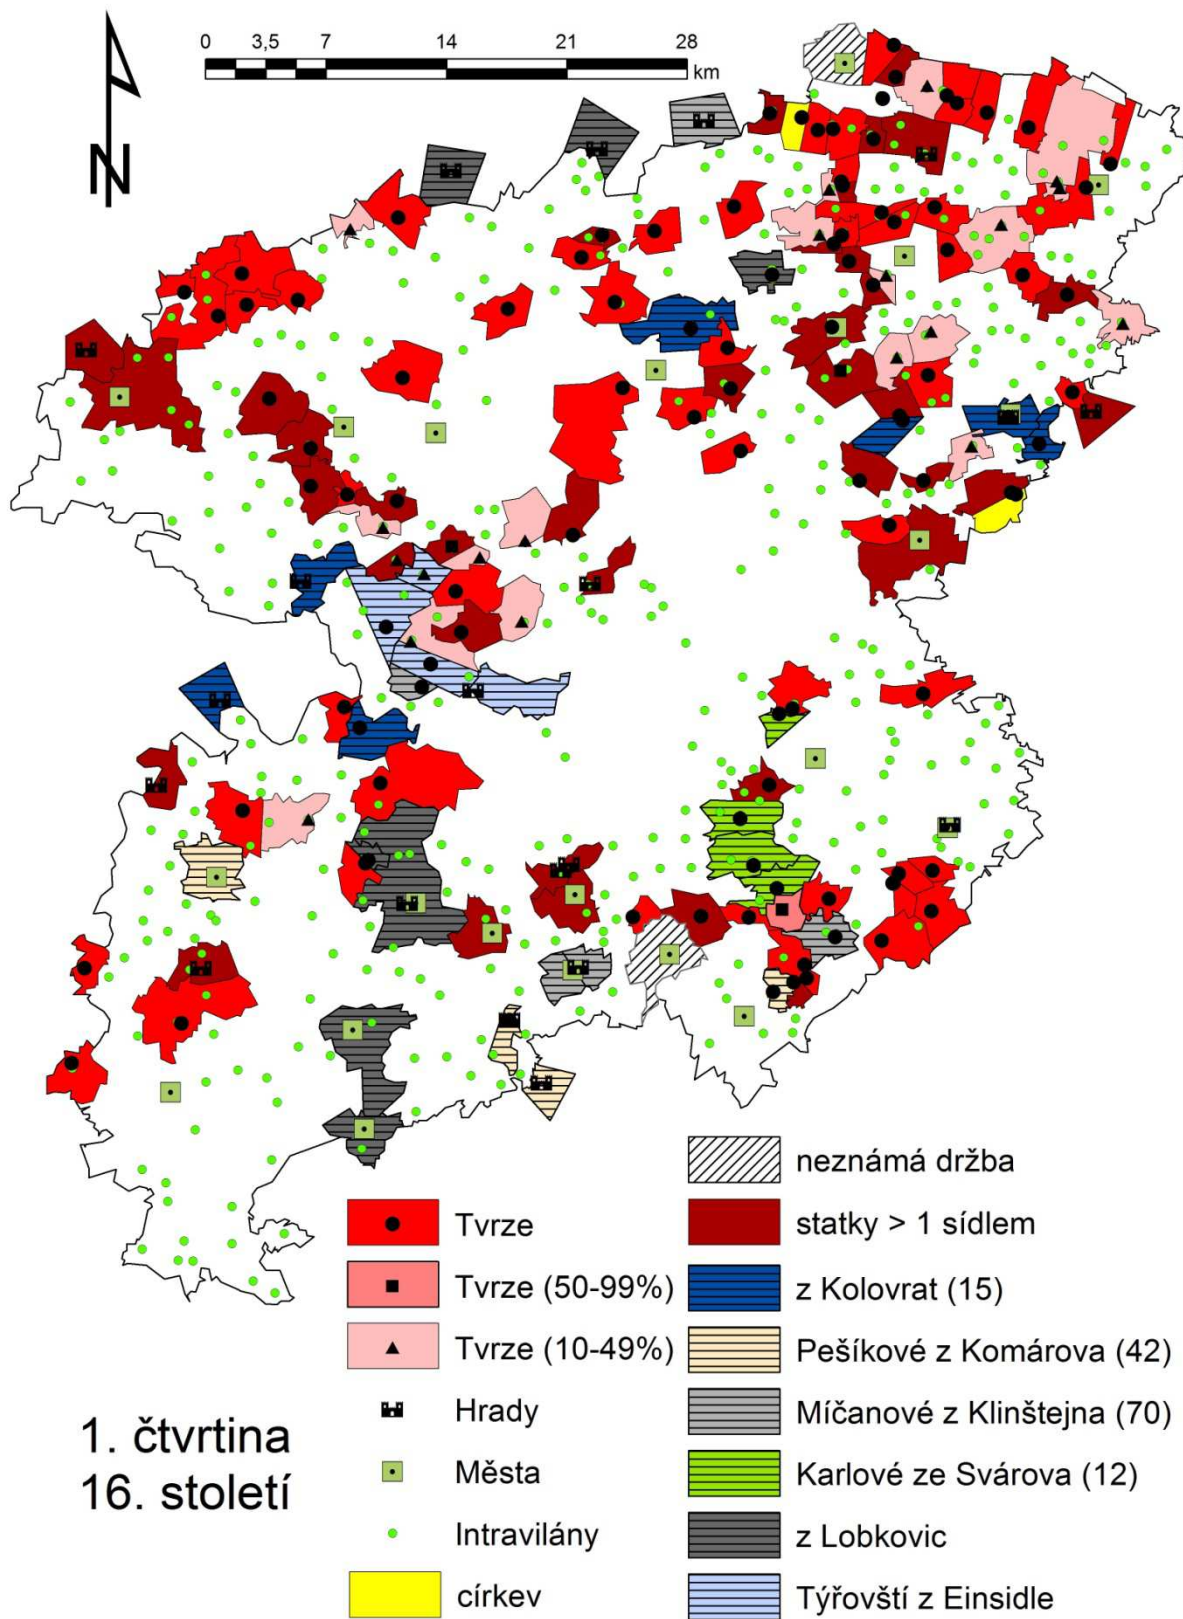 0 3,5 7 14 21 28
km
N
neznámá držba
Tvrze
statky > 1 sídlem
Tvrze (50-99%)
z Kolovrat (15)
Tvrze (10-49%)
Pešíkové z Komárova (42)
Hrady
Míčanové z Klinštejna (70)
1. čtvrtina
16. století
Města
Karlové ze Svárova (12)
Intravilány
z Lobkovic
církev
Týřovští z Einsidle